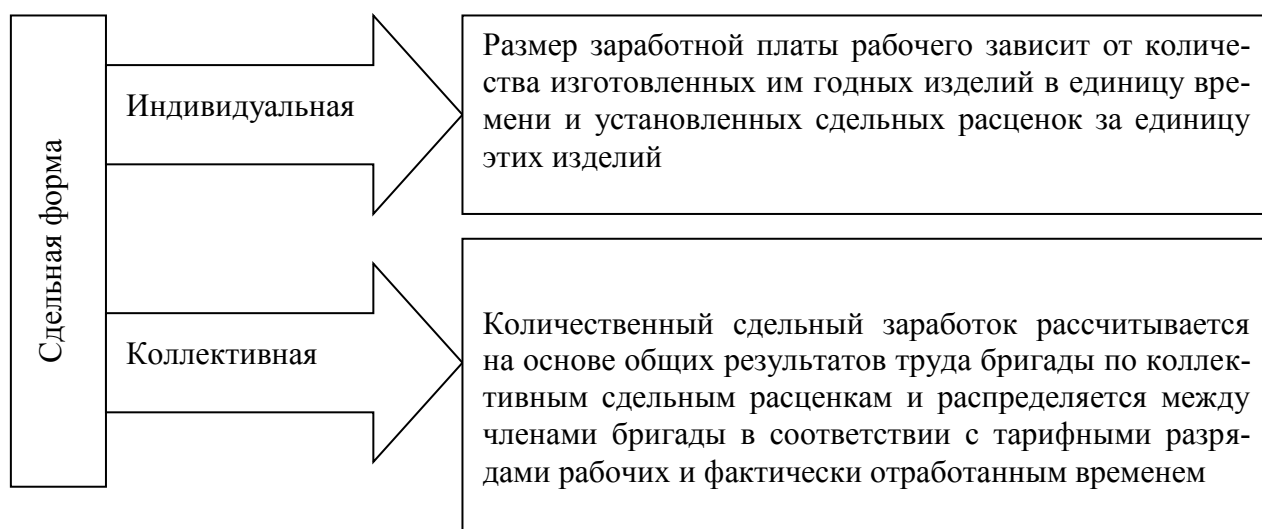 Сдельная форма
Индивидуальная
Размер заработной платы рабочего зависит от количе-
ства изготовленных им годных изделий в единицу вре-
мени и установленных сдельных расценок за единицу
этих изделий
Коллективная
Количественный сдельный заработок рассчитывается
на основе общих результатов труда бригады по коллек-
тивным сдельным расценкам и распределяется между
членами бригады в соответствии с тарифными разря-
дами рабочих и фактически отработанным временем